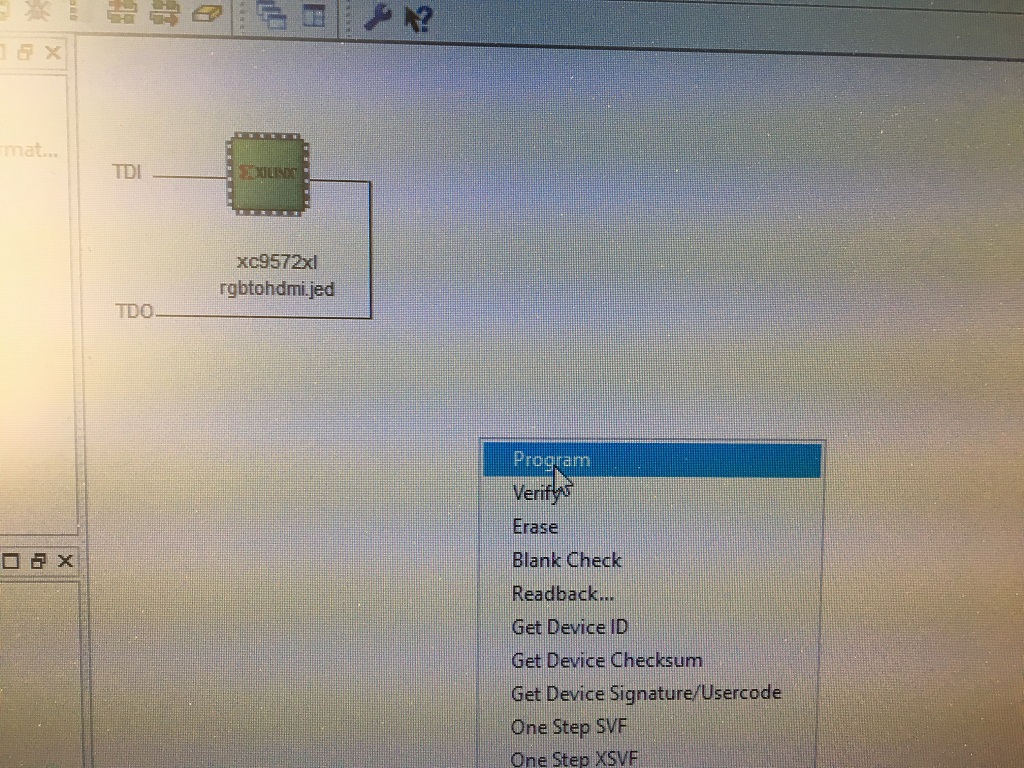 rmat...
TDI
XILINX
xc9572xl
rgbtohdmi.jed
TDO
Program
Verify
Erase
Blank Check
Readback...
Get Device ID
Get Device Checksum
Get Device Signature/Usercode
One Step SVF
One Step XSVF